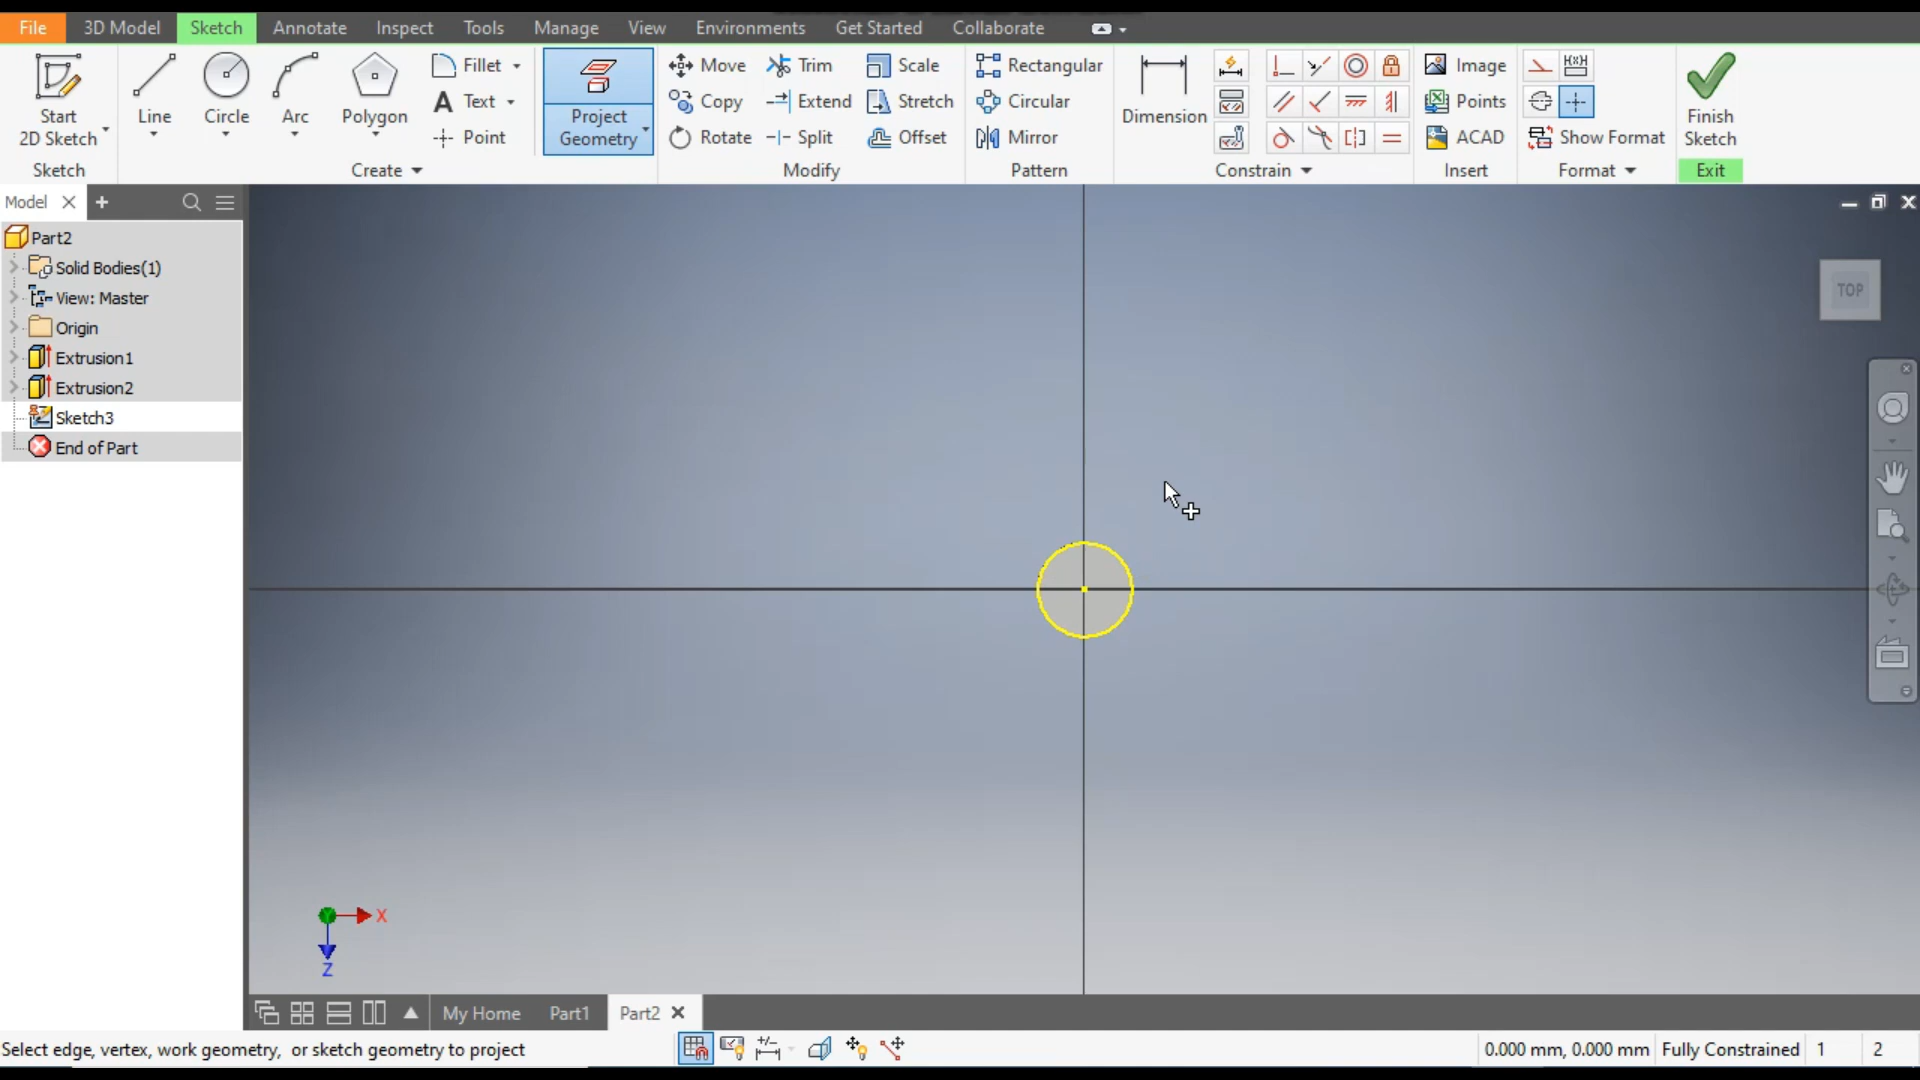 File 3D Model Sketch Annotate Inspect Tools Manage View Environments Get Started Collaborate
Start
2D Sketch
Line
Circle
Arc
Polygon
Fillet
Text
Point
Project
Geometry
Move
Copy
Rotate
Trim
Extend
Split
Scale
Stretch
Offset
Rectangular
Circular
Mirror
Dimension
Image
Points
ACAD
Show Format
Finish
Sketch
Sketch Create Modify Pattern Constrain Insert Format Exit
Model
Part2
Solid Bodies(1)
View: Master
Origin
Extrusion1
Extrusion2
Sketch3
End of Part
TOP
X
Z
My Home Part1 Part2
Select edge, vertex, work geometry, or sketch geometry to project
0.000 mm, 0.000 mm Fully Constrained 1 2